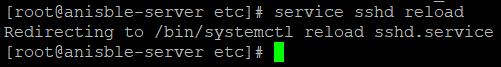 [root@anisble-server etc]# service sshd reload
Redirecting to /bin/systemctl reload sshd.service
[root@anisble-server etc]#